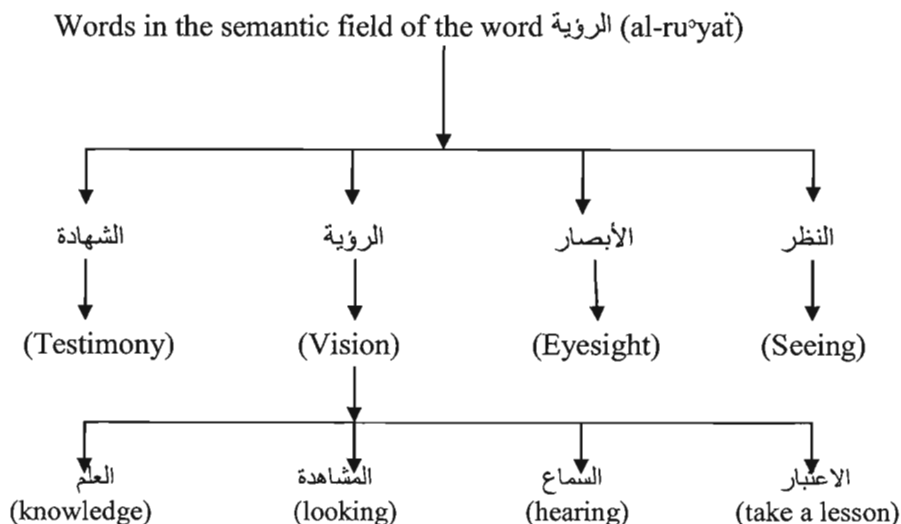 Words in the semantic field of the word الرؤية (al-ruʾyaẗ)
الشهادة الرؤية الأبصار النظر
(Testimony) (Vision) (Eyesight) (Seeing)
العلم المشاهدة السماع الاعتبار
(knowledge) (looking) (hearing) (take a lesson)